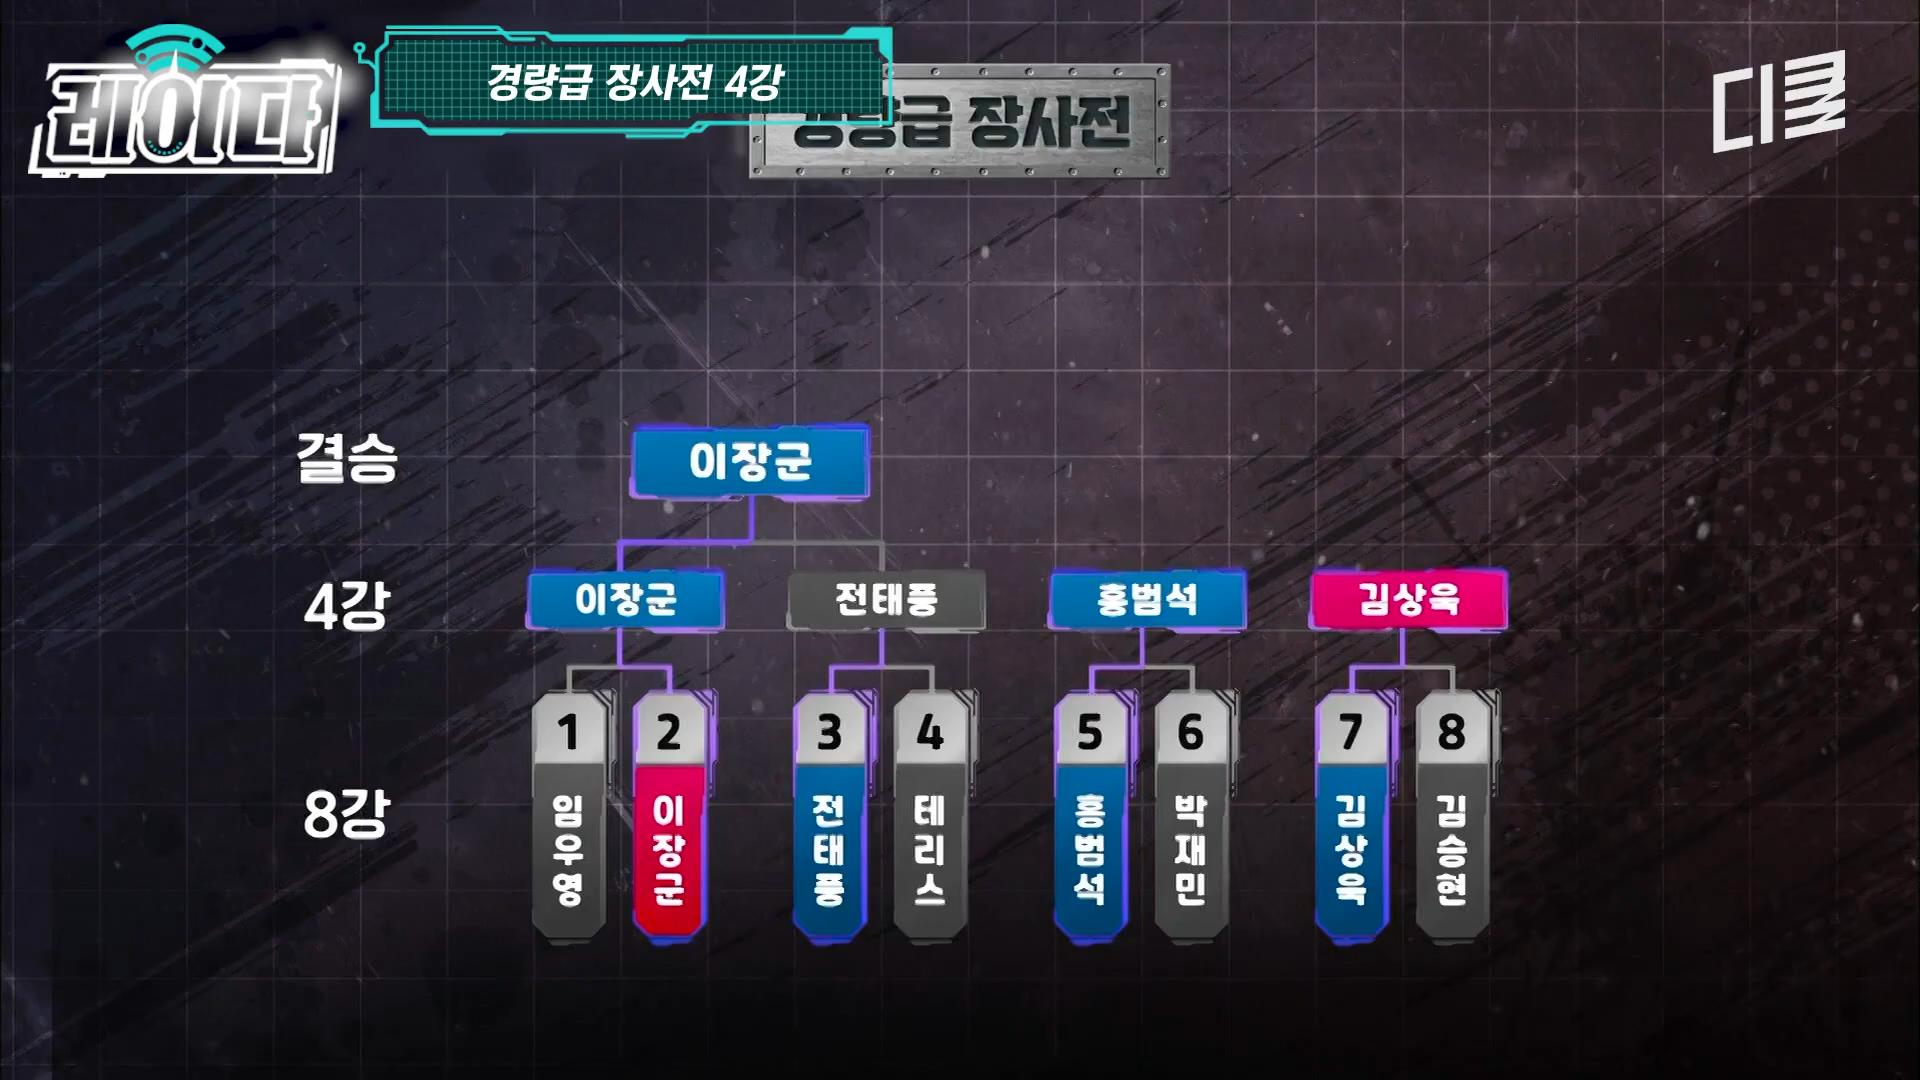 레이다
경량급 장사전 4강
경량급 장사전
디클
결승
이장군
4강
이장군
전태풍
홍범석
김상욱
8강
1
임우영
2
이장군
3
전태풍
4
테리스
5
홍범석
6
박재민
7
김상욱
8
김승현